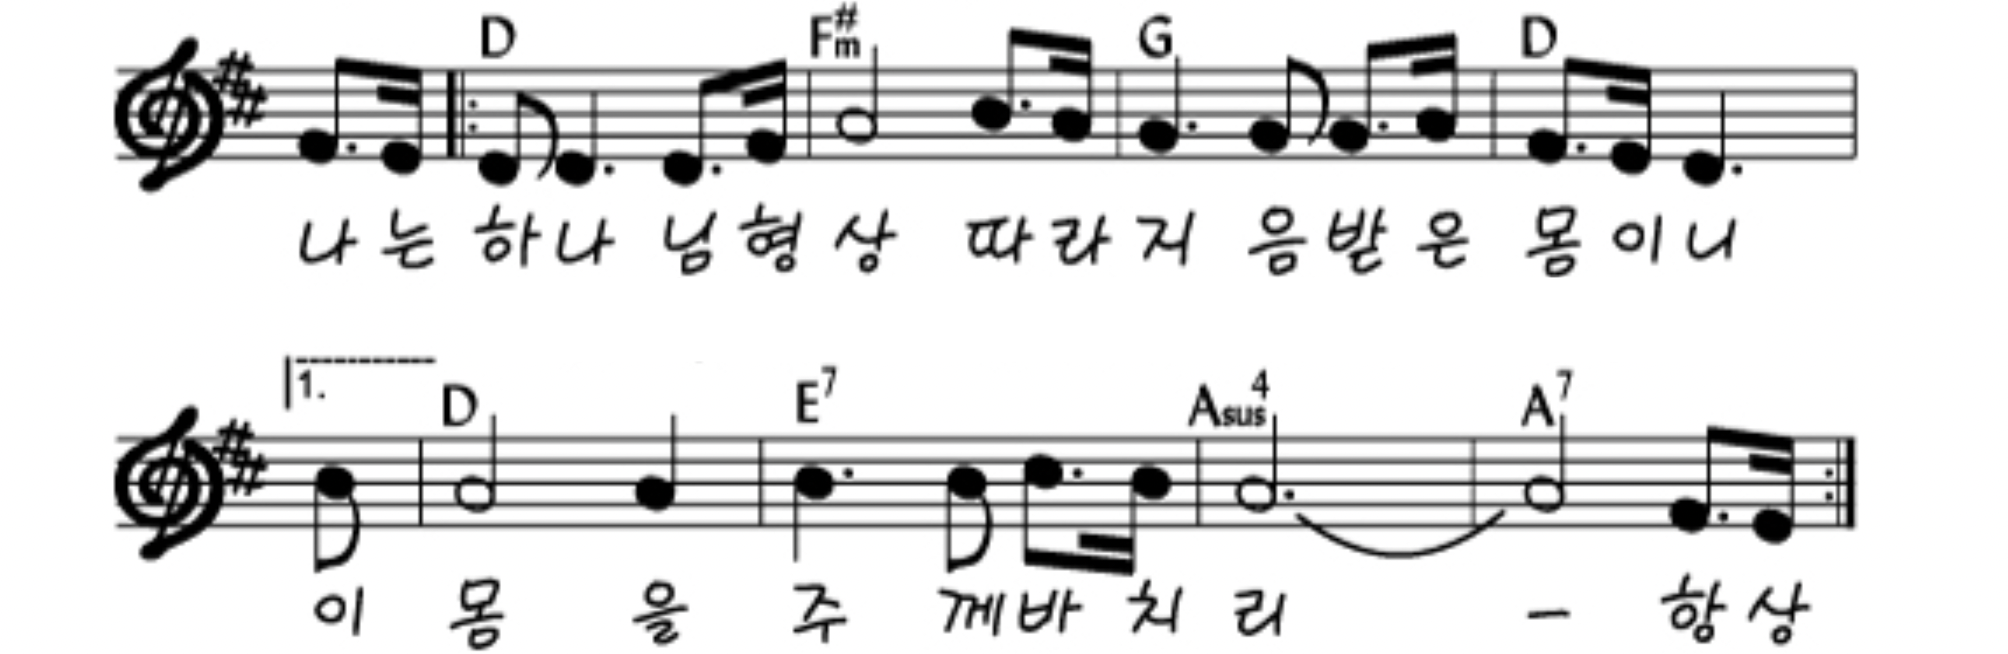 D F#m G D
나 는 하 나 님 형 상 따 라 지 음 받 은 몸 이 니
1. D E7 Asus4 A7
이 몸 을 주 께 바 치 리 – 항 상